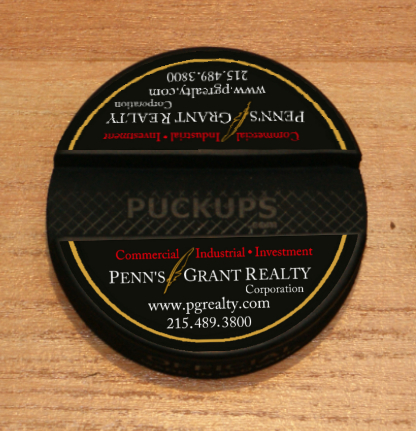 215.489.3800
www.pgrealty.com
Corporation
PENN'S GRANT REALTY
Commercial Industrial • Investment
PUCKUPS
.com
Commercial Industrial • Investment
PENN'S GRANT REALTY
Corporation
www.pgrealty.com
215.489.3800